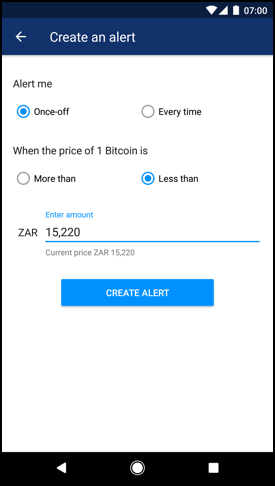 07:00
Create an alert
Alert me
Once-off Every time
When the price of 1 Bitcoin is
More than Less than
Enter amount
ZAR 15,220
Current price ZAR 15,220
CREATE ALERT